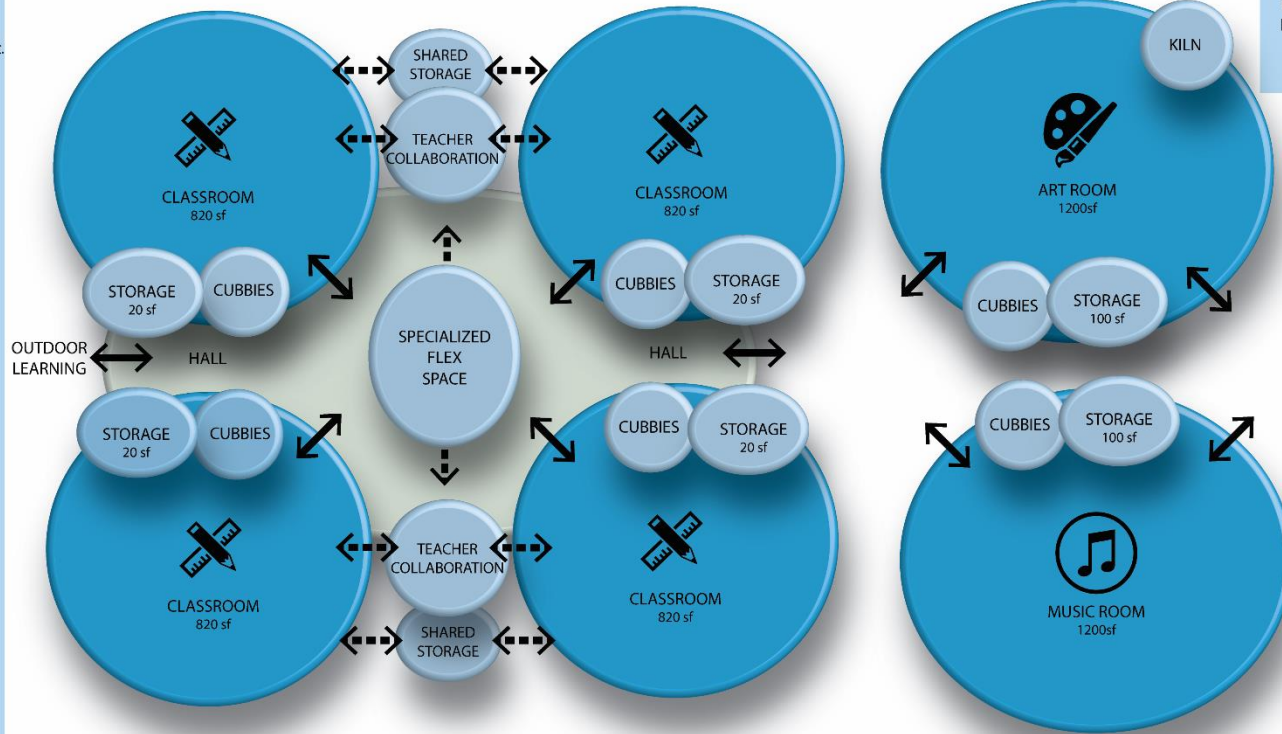 SHARED
STORAGE
TEACHER
COLLABORATION
CLASSROOM
820 sf
CLASSROOM
820 sf
STORAGE
20 sf
CUBBIES
CUBBIES
STORAGE
20 sf
OUTDOOR
LEARNING
HALL
SPECIALIZED
FLEX
SPACE
HALL
STORAGE
20 sf
CUBBIES
CUBBIES
STORAGE
20 sf
TEACHER
COLLABORATION
CLASSROOM
820 sf
CLASSROOM
820 sf
SHARED
STORAGE
KILN
ART ROOM
1200sf
CUBBIES
STORAGE
100 sf
CUBBIES
STORAGE
100 sf
MUSIC ROOM
1200sf